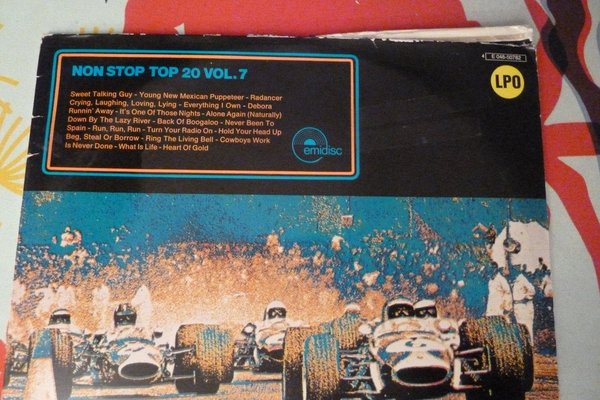 E 048-50782
NON STOP TOP 20 VOL.7
LPO
Sweet Talking Guy - Young New Mexican Puppeteer - Radancer
Crying, Laughing, Loving, Lying - Everything I Own - Debora
Runnin' Away - It's One Of Those Nights - Alone Again (Naturally)
Down By The Lazy River - Back Of Boogaloo - Never Been To
Spain - Run, Run, Run - Turn Your Radio On - Hold Your Head Up
Beg, Steal Or Borrow - Ring The Living Bell - Cowboys Work
Is Never Done - What Is Life - Heart Of Gold
emidisc